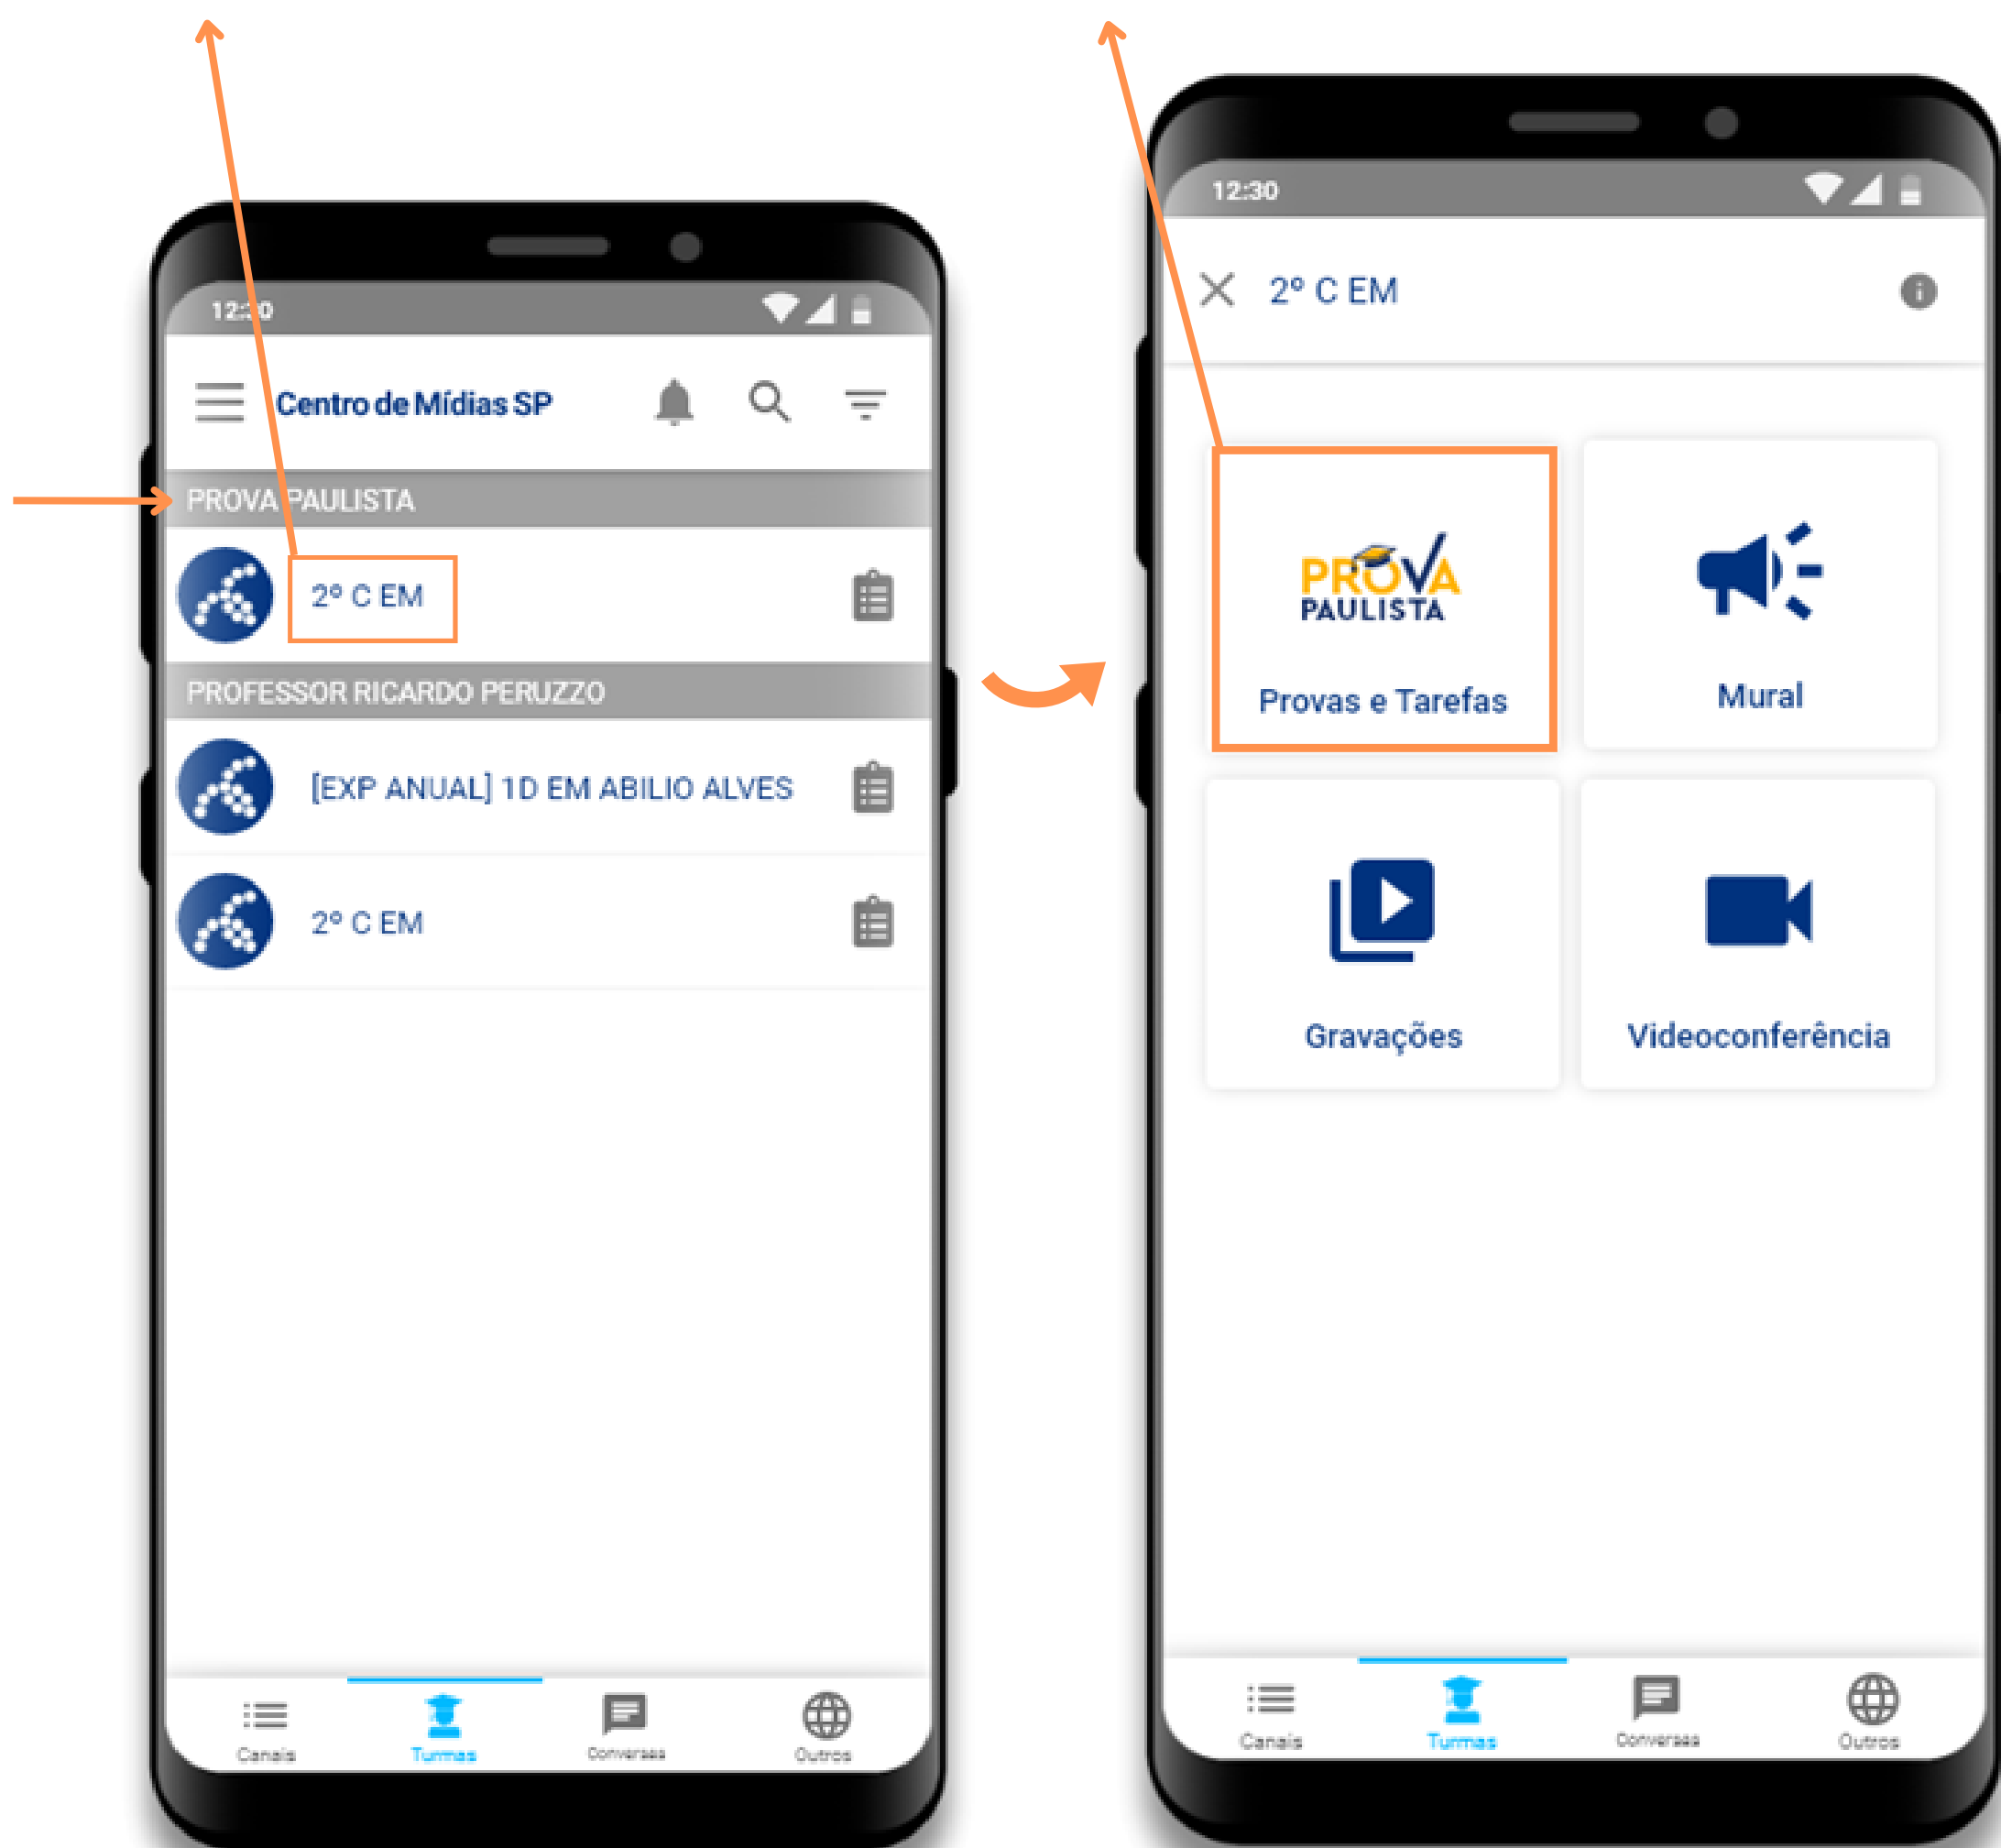 12:30
Centro de Mídias SP
PROVA PAULISTA
2º C EM
PROFESSOR RICARDO PERUZZO
[EXP ANUAL] 1D EM ABILIO ALVES
2º C EM
Canais
Turmas
Conversas
Outros
12:30
2º C EM
PROVA
PAULISTA
Provas e Tarefas
Mural
Gravações
Videoconferência
Canais
Turmas
Conversas
Outros